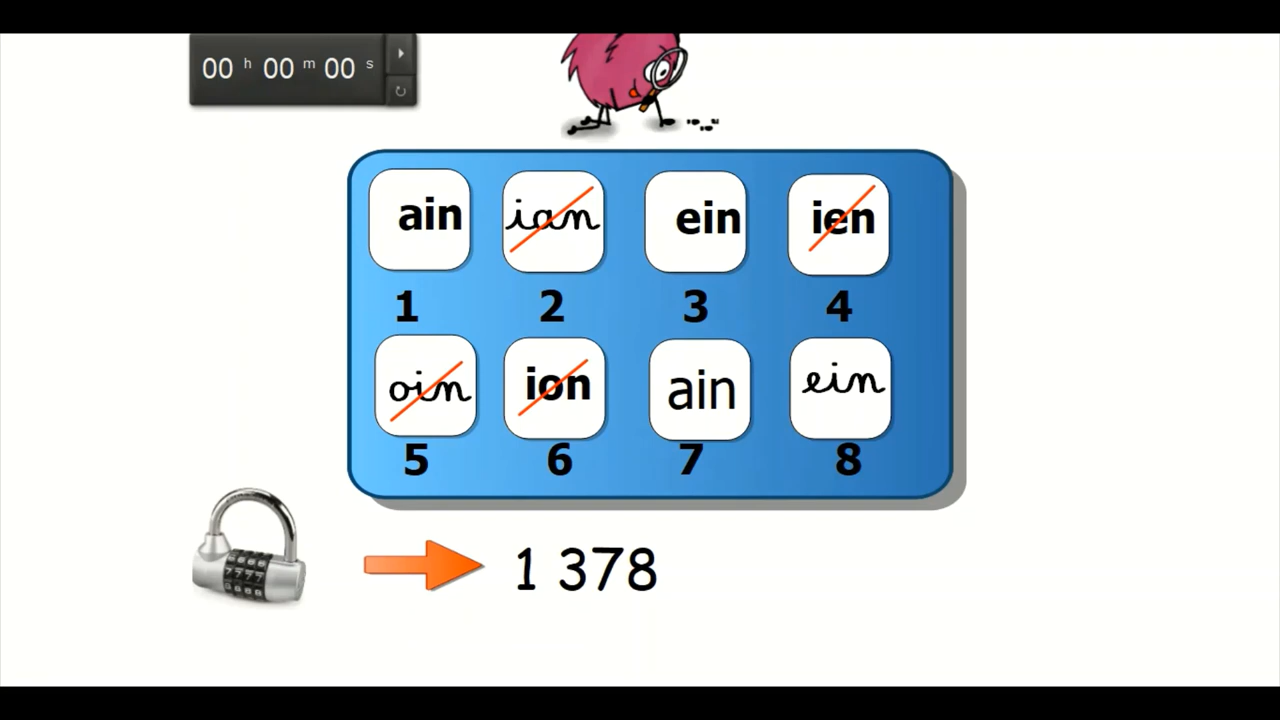 00 h 00 m 00 s
ain ian ein ien
1 2 3 4
oin ion ain ein
5 6 7 8
1 378